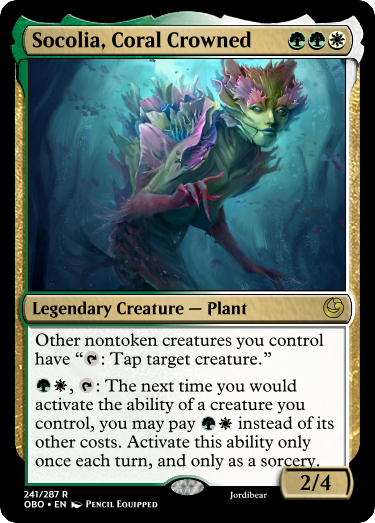 Socolia, Coral Crowned
Legendary Creature — Plant
Other nontoken creatures you control
have “: Tap target creature.”
, : The next time you would
activate the ability of a creature you
control, you may pay instead of its
other costs. Activate this ability only
once each turn, and only as a sorcery.
2/4
241/287 R
OBO • EN Pencil Equipped
Jordibear